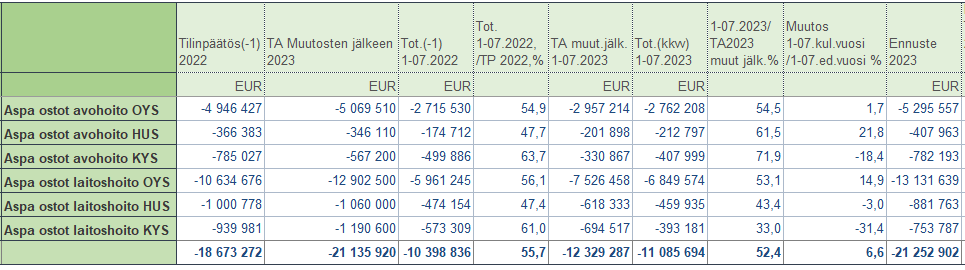 Tilinpäätös(-1) 2022 TA Muutosten jälkeen 2023 Tot.(-1) 1-07.2022 Tot. 1-07.2022, /TP 2022,% TA muut.jälk. 1-07.2023 Tot.(kkw) 1-07.2023 1-07.2023/ TA2023 muut jälk.% Muutos 1-07.kul.vuosi /1-07.ed.vuosi % Ennuste 2023
EUR EUR EUR EUR EUR EUR
Aspa ostot avohoito OYS -4 946 427 -5 069 510 -2 715 530 54,9 -2 957 214 -2 762 208 54,5 1,7 -5 295 557
Aspa ostot avohoito HUS -366 383 -346 110 -174 712 47,7 -201 898 -212 797 61,5 21,8 -407 963
Aspa ostot avohoito KYS -785 027 -567 200 -499 886 63,7 -330 867 -407 999 71,9 -18,4 -782 193
Aspa ostot laitoshoito OYS -10 634 676 -12 902 500 -5 961 245 56,1 -7 526 458 -6 849 574 53,1 14,9 -13 131 639
Aspa ostot laitoshoito HUS -1 000 778 -1 060 000 -474 154 47,4 -618 333 -459 935 43,4 -3,0 -881 763
Aspa ostot laitoshoito KYS -939 981 -1 190 600 -573 309 61,0 -694 517 -393 181 33,0 -31,4 -753 787
-18 673 272 -21 135 920 -10 398 836 55,7 -12 329 287 -11 085 694 52,4 6,6 -21 252 902